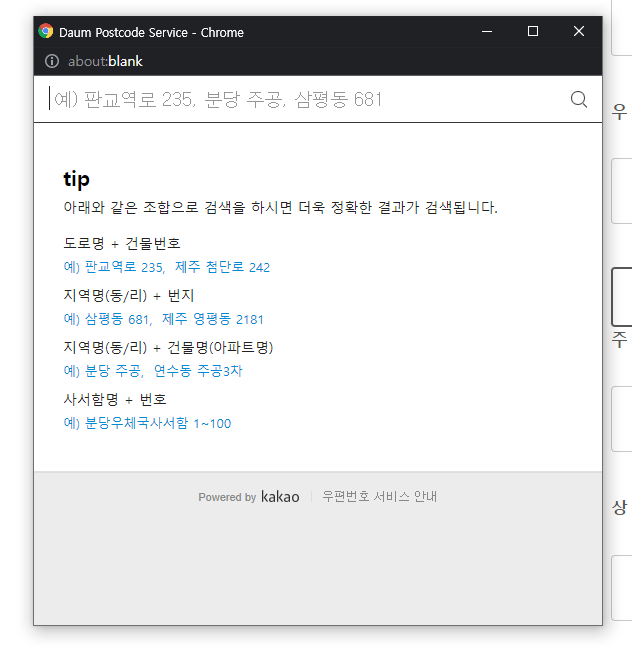 Daum Postcode Service - Chrome
about:blank
예) 판교역로 235, 분당 주공, 삼평동 681
우
tip
아래와 같은 조합으로 검색을 하시면 더욱 정확한 결과가 검색됩니다.
도로명 + 건물번호
예) 판교역로 235, 제주 첨단로 242
지역명(동/리) + 번지
예) 삼평동 681, 제주 영평동 2181
주
지역명(동/리) + 건물명(아파트명)
예) 분당 주공, 연수동 주공3차
사서함명 + 번호
예) 분당우체국사서함 1~100
Powered by kakao | 우편번호 서비스 안내
상